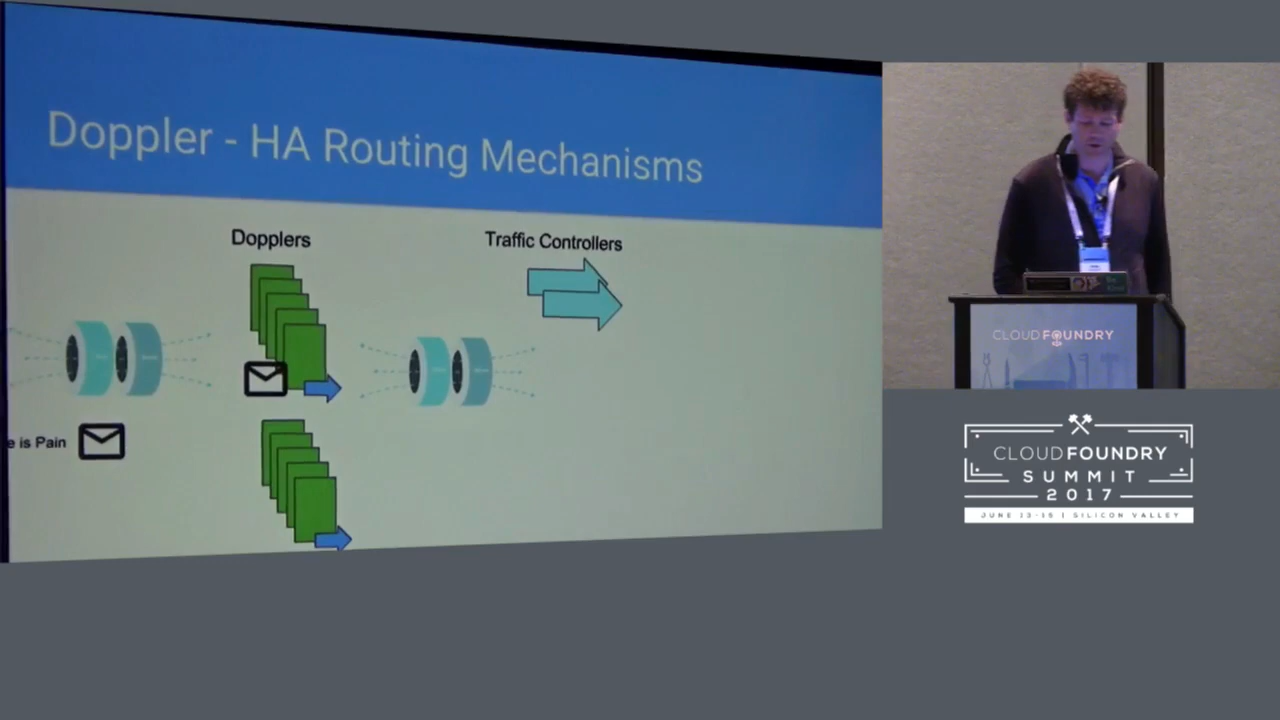 Doppler - HA Routing Mechanisms
Dopplers
Traffic Controllers
e is Pain
CLOUD FOUNDRY
CLOUD FOUNDRY
SUMMIT
2017
JUNE 13-15 | SILICON VALLEY